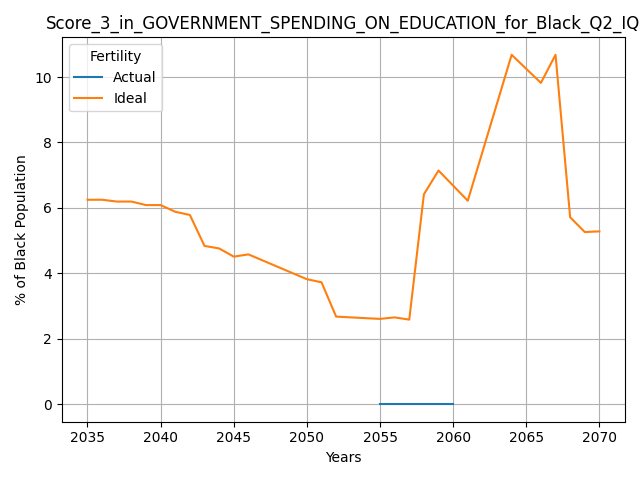 Score_3_in_GOVERNMENT_SPENDING_ON_EDUCATION_for_Black_Q2_IQ
Fertility
Actual
Ideal
% of Black Population
10
8
6
4
2
0
2035 2040 2045 2050 2055 2060 2065 2070
Years